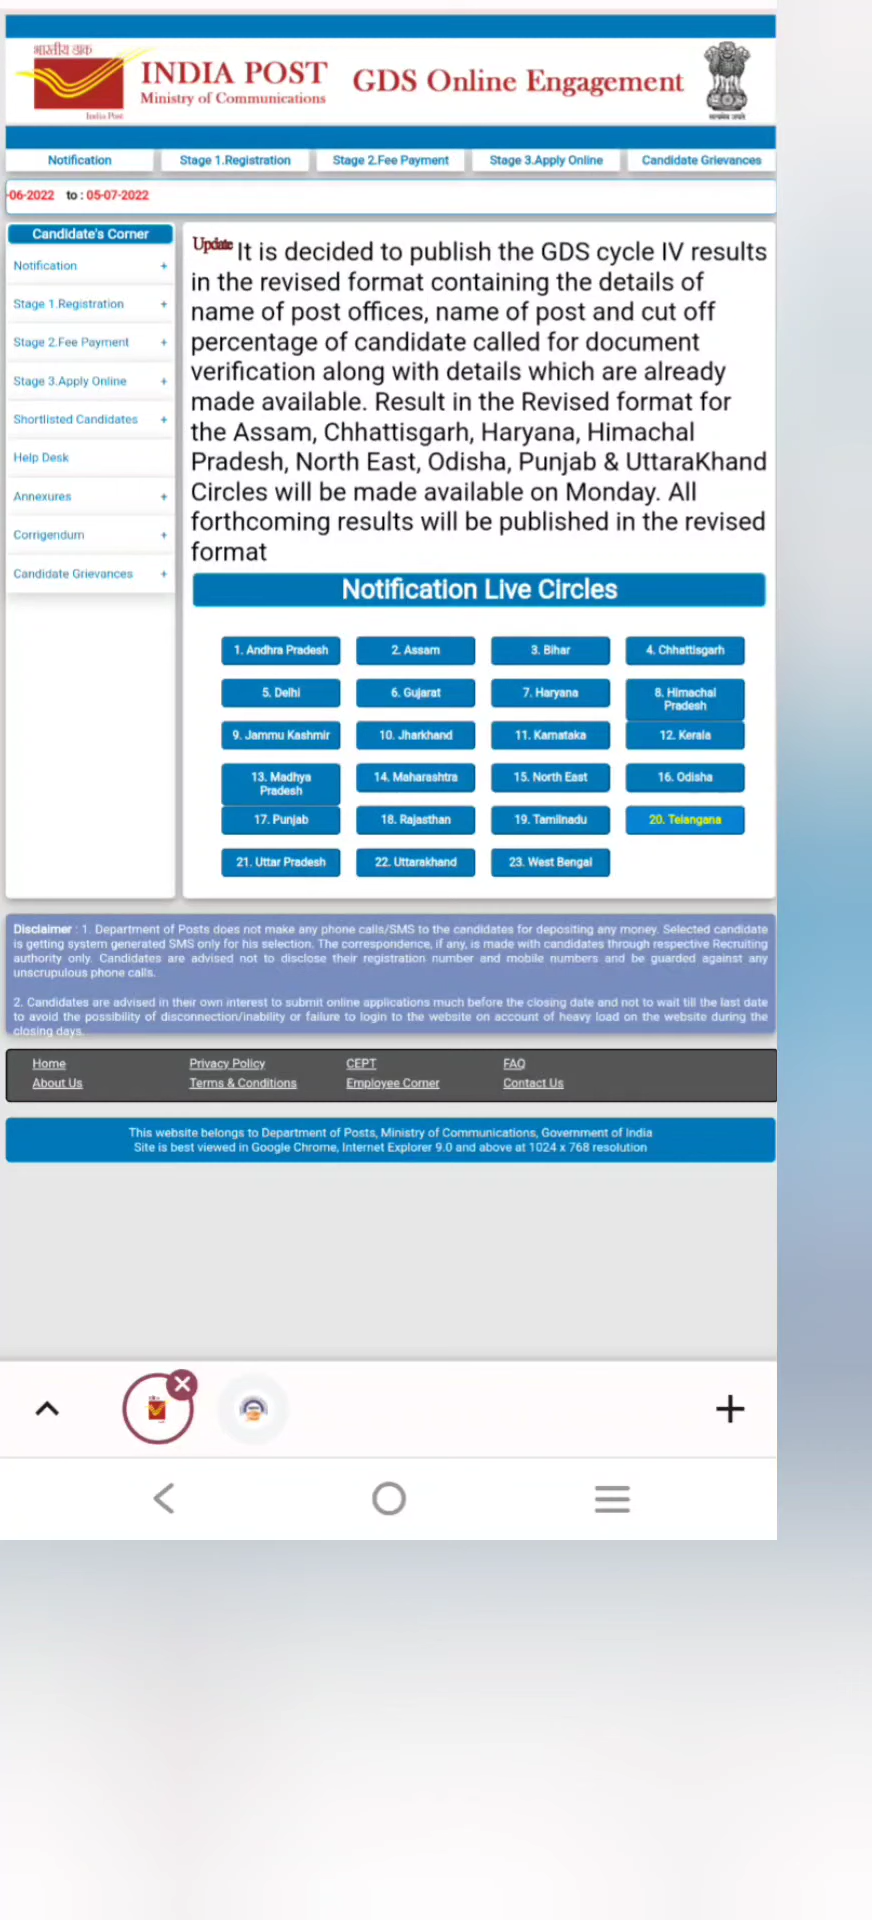 भारतीय डाक
INDIA POST
Ministry of Communications
India Post
GDS Online Engagement
सत्यमेव जयते
Notification
Stage 1.Registration
Stage 2.Fee Payment
Stage 3.Apply Online
Candidate Grievances
-06-2022 to : 05-07-2022
Candidate's Corner
Notification +
Stage 1.Registration +
Stage 2.Fee Payment +
Stage 3.Apply Online +
Shortlisted Candidates +
Help Desk
Annexures +
Corrigendum +
Candidate Grievances +
Update It is decided to publish the GDS cycle IV results
in the revised format containing the details of
name of post offices, name of post and cut off
percentage of candidate called for document
verification along with details which are already
made available. Result in the Revised format for
the Assam, Chhattisgarh, Haryana, Himachal
Pradesh, North East, Odisha, Punjab & UttaraKhand
Circles will be made available on Monday. All
forthcoming results will be published in the revised
format
Notification Live Circles
1. Andhra Pradesh
2. Assam
3. Bihar
4. Chhattisgarh
5. Delhi
6. Gujarat
7. Haryana
8. Himachal
Pradesh
9. Jammu Kashmir
10. Jharkhand
11. Karnataka
12. Kerala
13. Madhya
Pradesh
14. Maharashtra
15. North East
16. Odisha
17. Punjab
18. Rajasthan
19. Tamilnadu
20. Telangana
21. Uttar Pradesh
22. Uttarakhand
23. West Bengal
Disclaimer : 1. Department of Posts does not make any phone calls/SMS to the candidates for depositing any money. Selected candidate
is getting system generated SMS only for his selection. The correspondence, if any, is made with candidates through respective Recruiting
authority only. Candidates are advised not to disclose their registration number and mobile numbers and be guarded against any
unscrupulous phone calls.
2. Candidates are advised in their own interest to submit online applications much before the closing date and not to wait till the last date
to avoid the possibility of disconnection/inability or failure to login to the website on account of heavy load on the website during the
closing days.
Home
Privacy Policy
CEPT
FAQ
About Us
Terms & Conditions
Employee Corner
Contact Us
This website belongs to Department of Posts, Ministry of Communications, Government of India
Site is best viewed in Google Chrome, Internet Explorer 9.0 and above at 1024 x 768 resolution